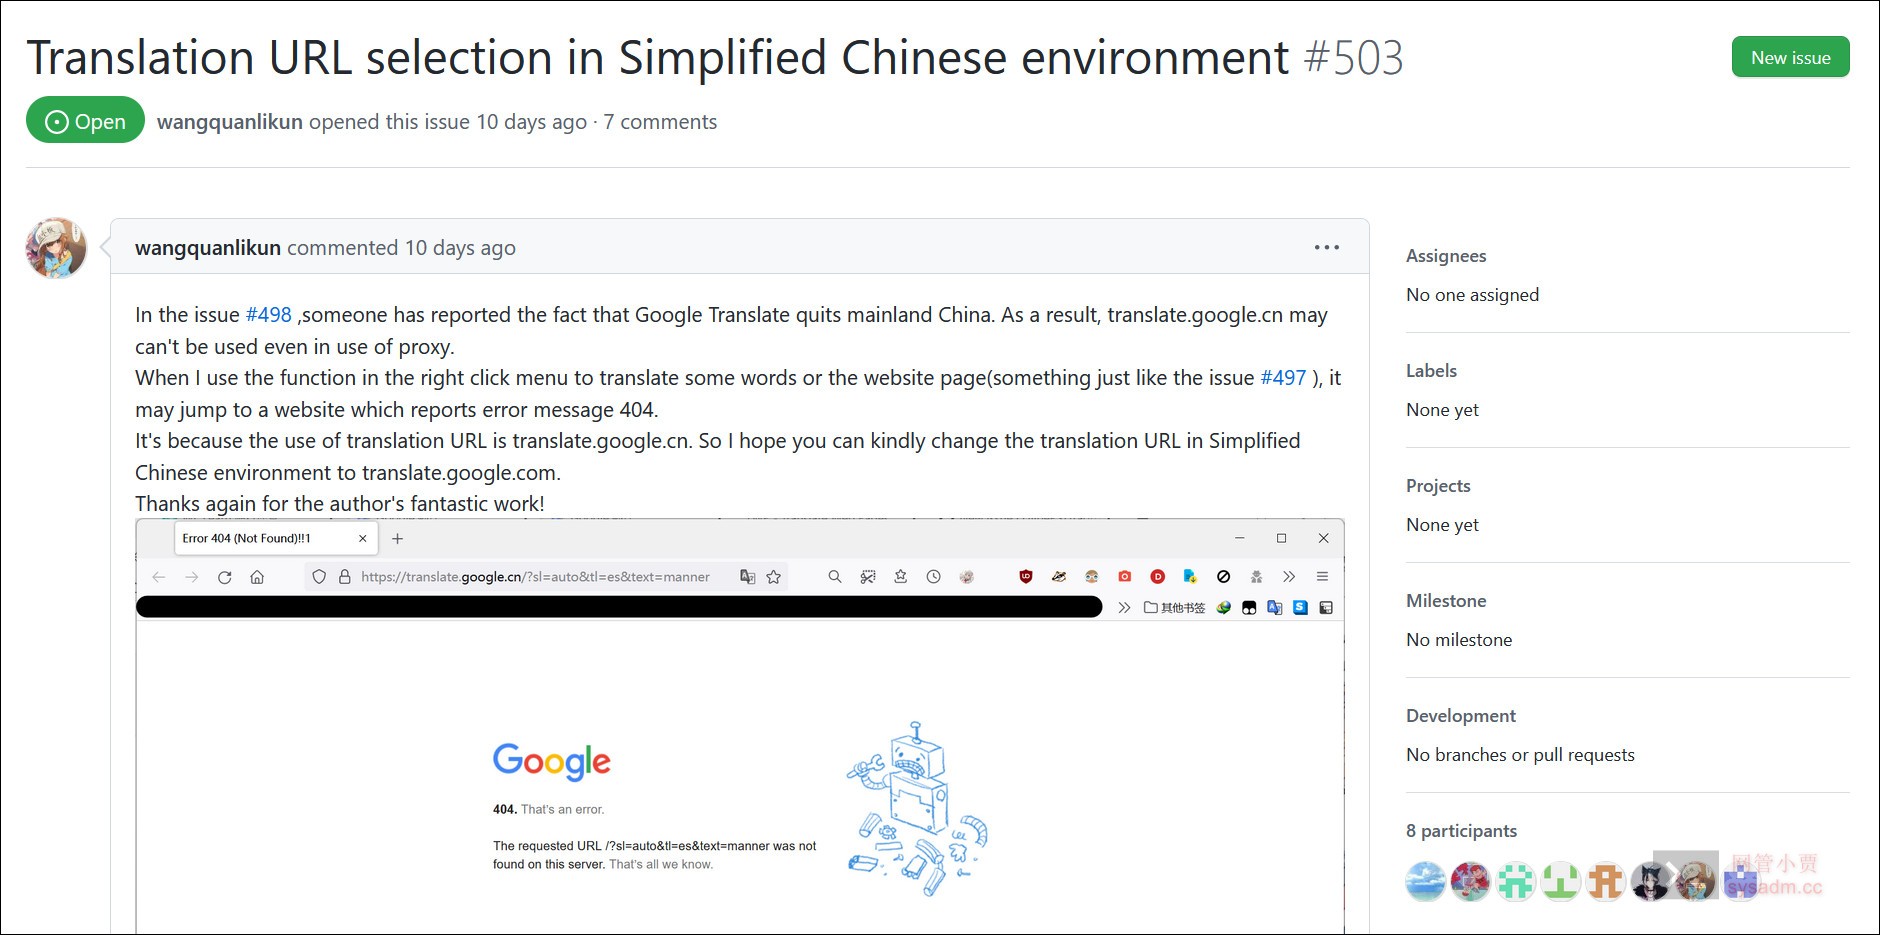 Translation URL selection in Simplified Chinese environment #503
New issue
Open
wangquanlikun opened this issue 10 days ago · 7 comments
wangquanlikun commented 10 days ago
In the issue #498 ,someone has reported the fact that Google Translate quits mainland China. As a result, translate.google.cn may
can't be used even in use of proxy.
When I use the function in the right click menu to translate some words or the website page(something just like the issue #497 ), it
may jump to a website which reports error message 404.
It's because the use of translation URL is translate.google.cn. So I hope you can kindly change the translation URL in Simplified
Chinese environment to translate.google.com.
Thanks again for the author's fantastic work!
Error 404 (Not Found)!!1
https://translate.google.cn/?sl=auto&tl=es&text=manner
其他书签
Google
404. That's an error.
The requested URL /?sl=auto&tl=es&text=manner was not
found on this server. That's all we know.
Assignees
No one assigned
Labels
None yet
Projects
None yet
Milestone
No milestone
Development
No branches or pull requests
8 participants
网管小贾
sysadm.cc